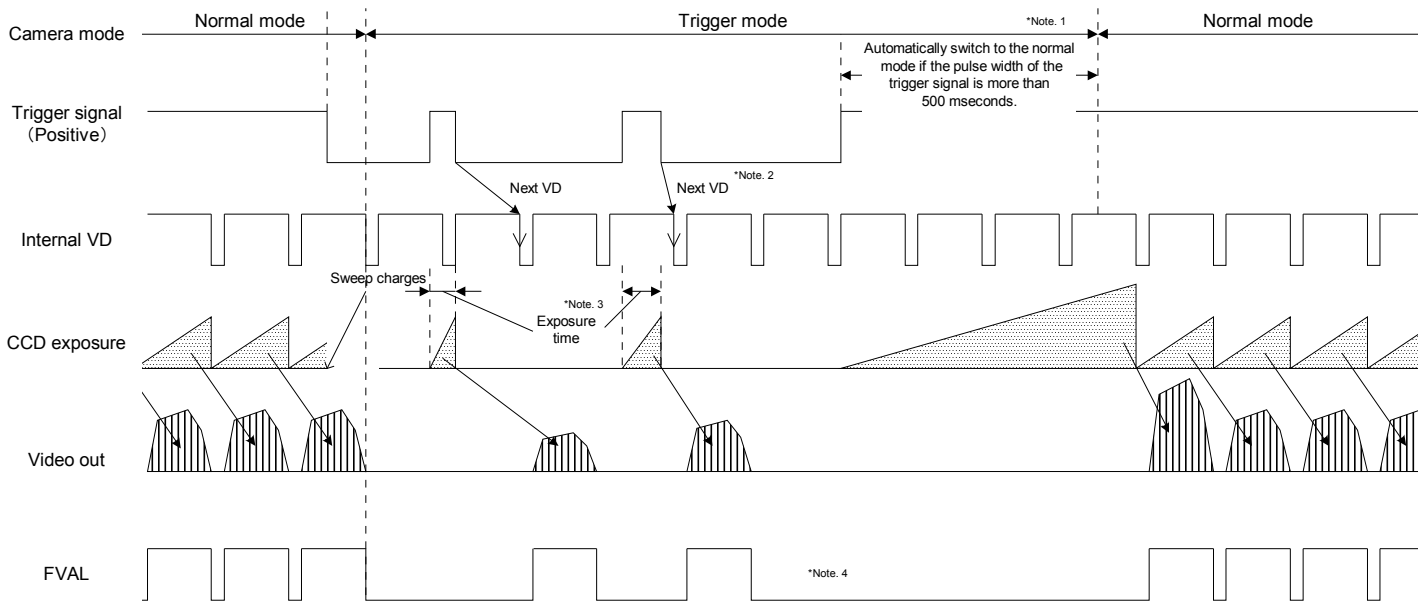 Normal mode
Trigger mode
*Note. 1
Normal mode
Camera mode
Automatically switch to the normal
mode if the pulse width of the
trigger signal is more than
500 mseconds.
Trigger signal
（Positive）
*Note. 2
Next VD
Next VD
Internal VD
Sweep charges
*Note. 3
Exposure
time
CCD exposure
Video out
FVAL
*Note. 4